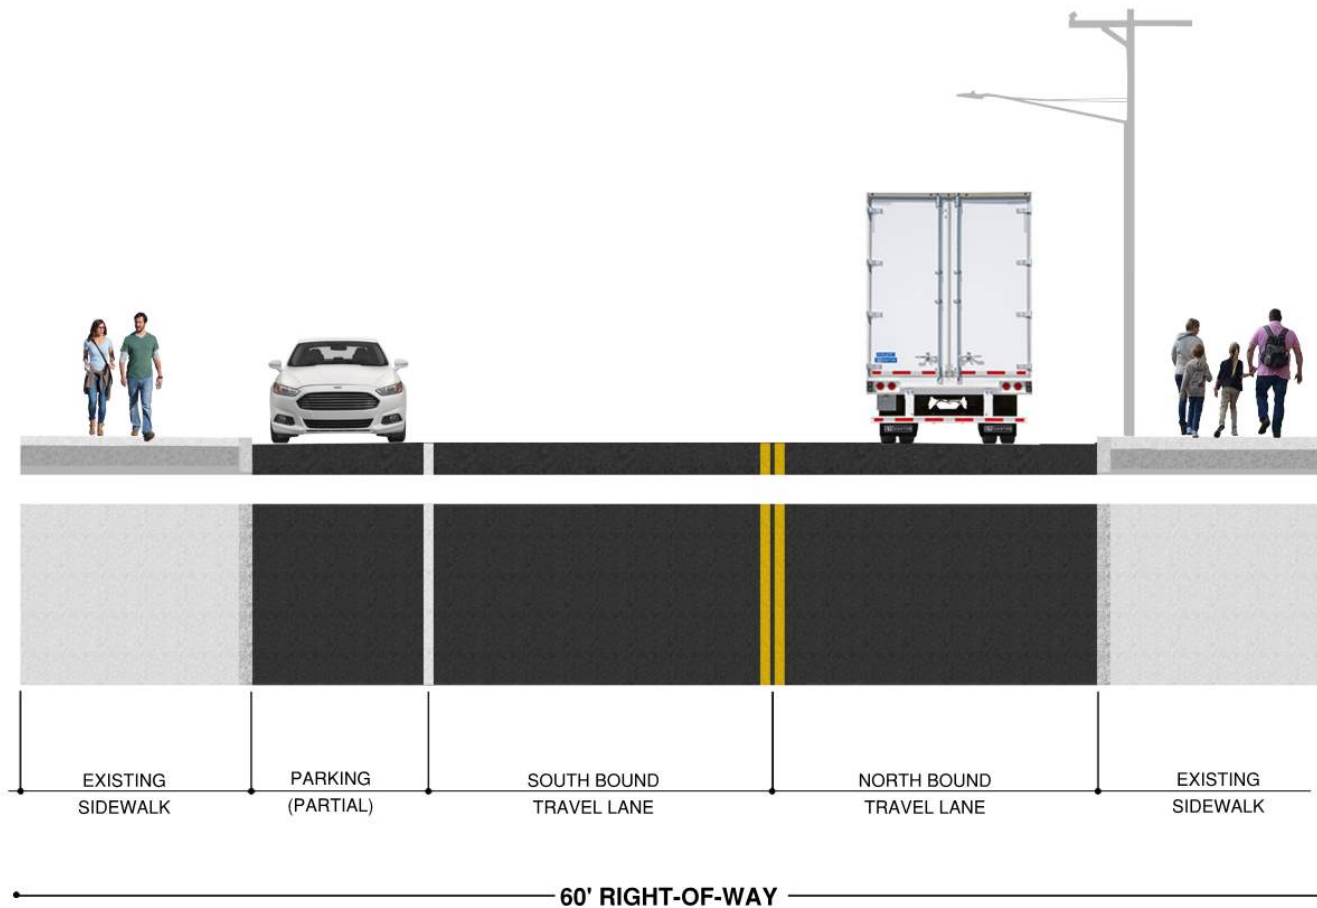 EXISTING
SIDEWALK
PARKING
(PARTIAL)
SOUTH BOUND
TRAVEL LANE
NORTH BOUND
TRAVEL LANE
EXISTING
SIDEWALK
60' RIGHT-OF-WAY